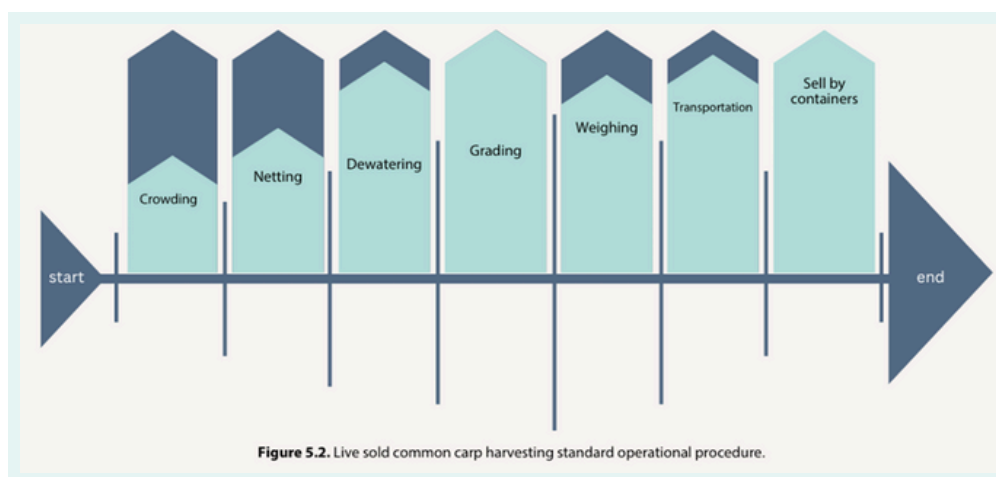 start
Crowding
Netting
Dewatering
Grading
Weighing
Transportation
Sell by
containers
end
Figure 5.2. Live sold common carp harvesting standard operational procedure.